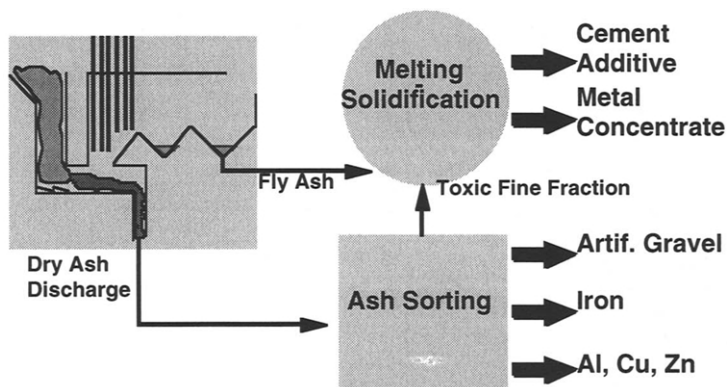 Cement
Additive
Melting
Solidification
Metal
Concentrate
Fly Ash
Toxic Fine Fraction
Dry Ash
Discharge
Artif. Gravel
Ash Sorting
Iron
Al, Cu, Zn